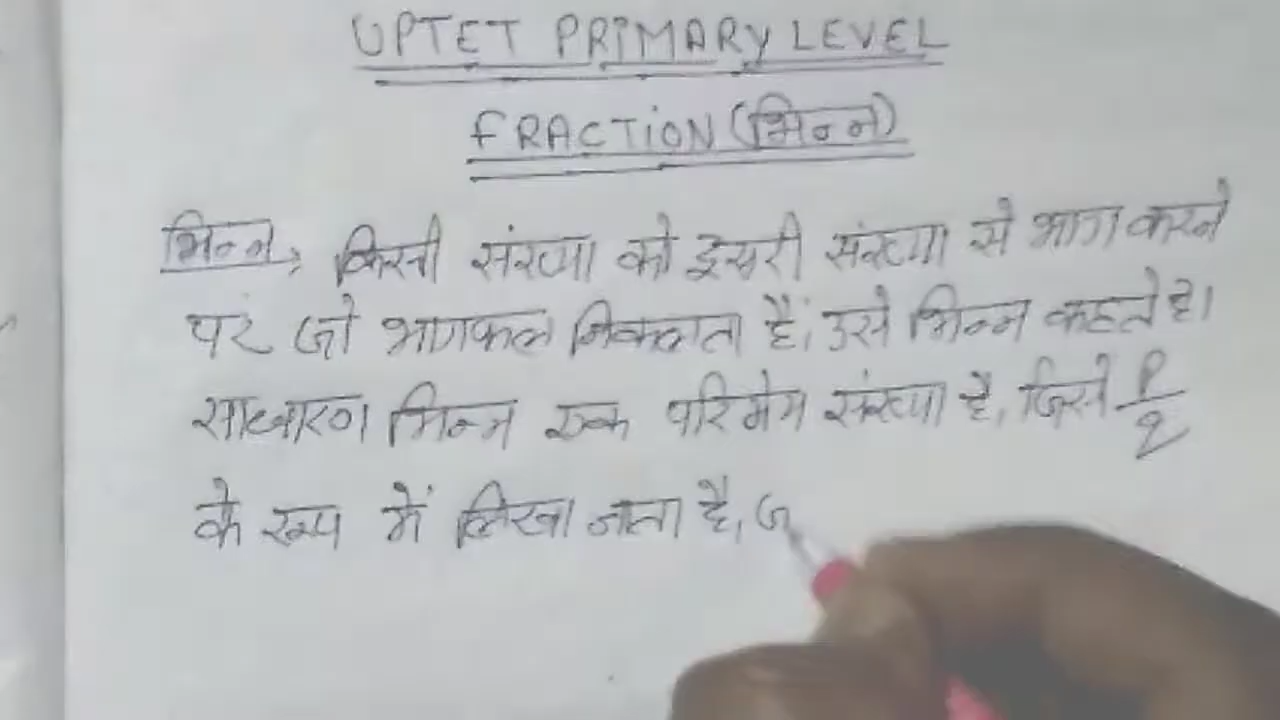 UPTET PRIMARY LEVEL
FRACTION (भिन्न)
भिन्न, किसी संख्या को दूसरी संख्या से भाग करने
पर जो भागफल निकलता है, उसे भिन्न कहते है।
साधारण भिन्न एक परिमेय संख्या है, जिसे P/q
के रूप में लिखा जाता है,